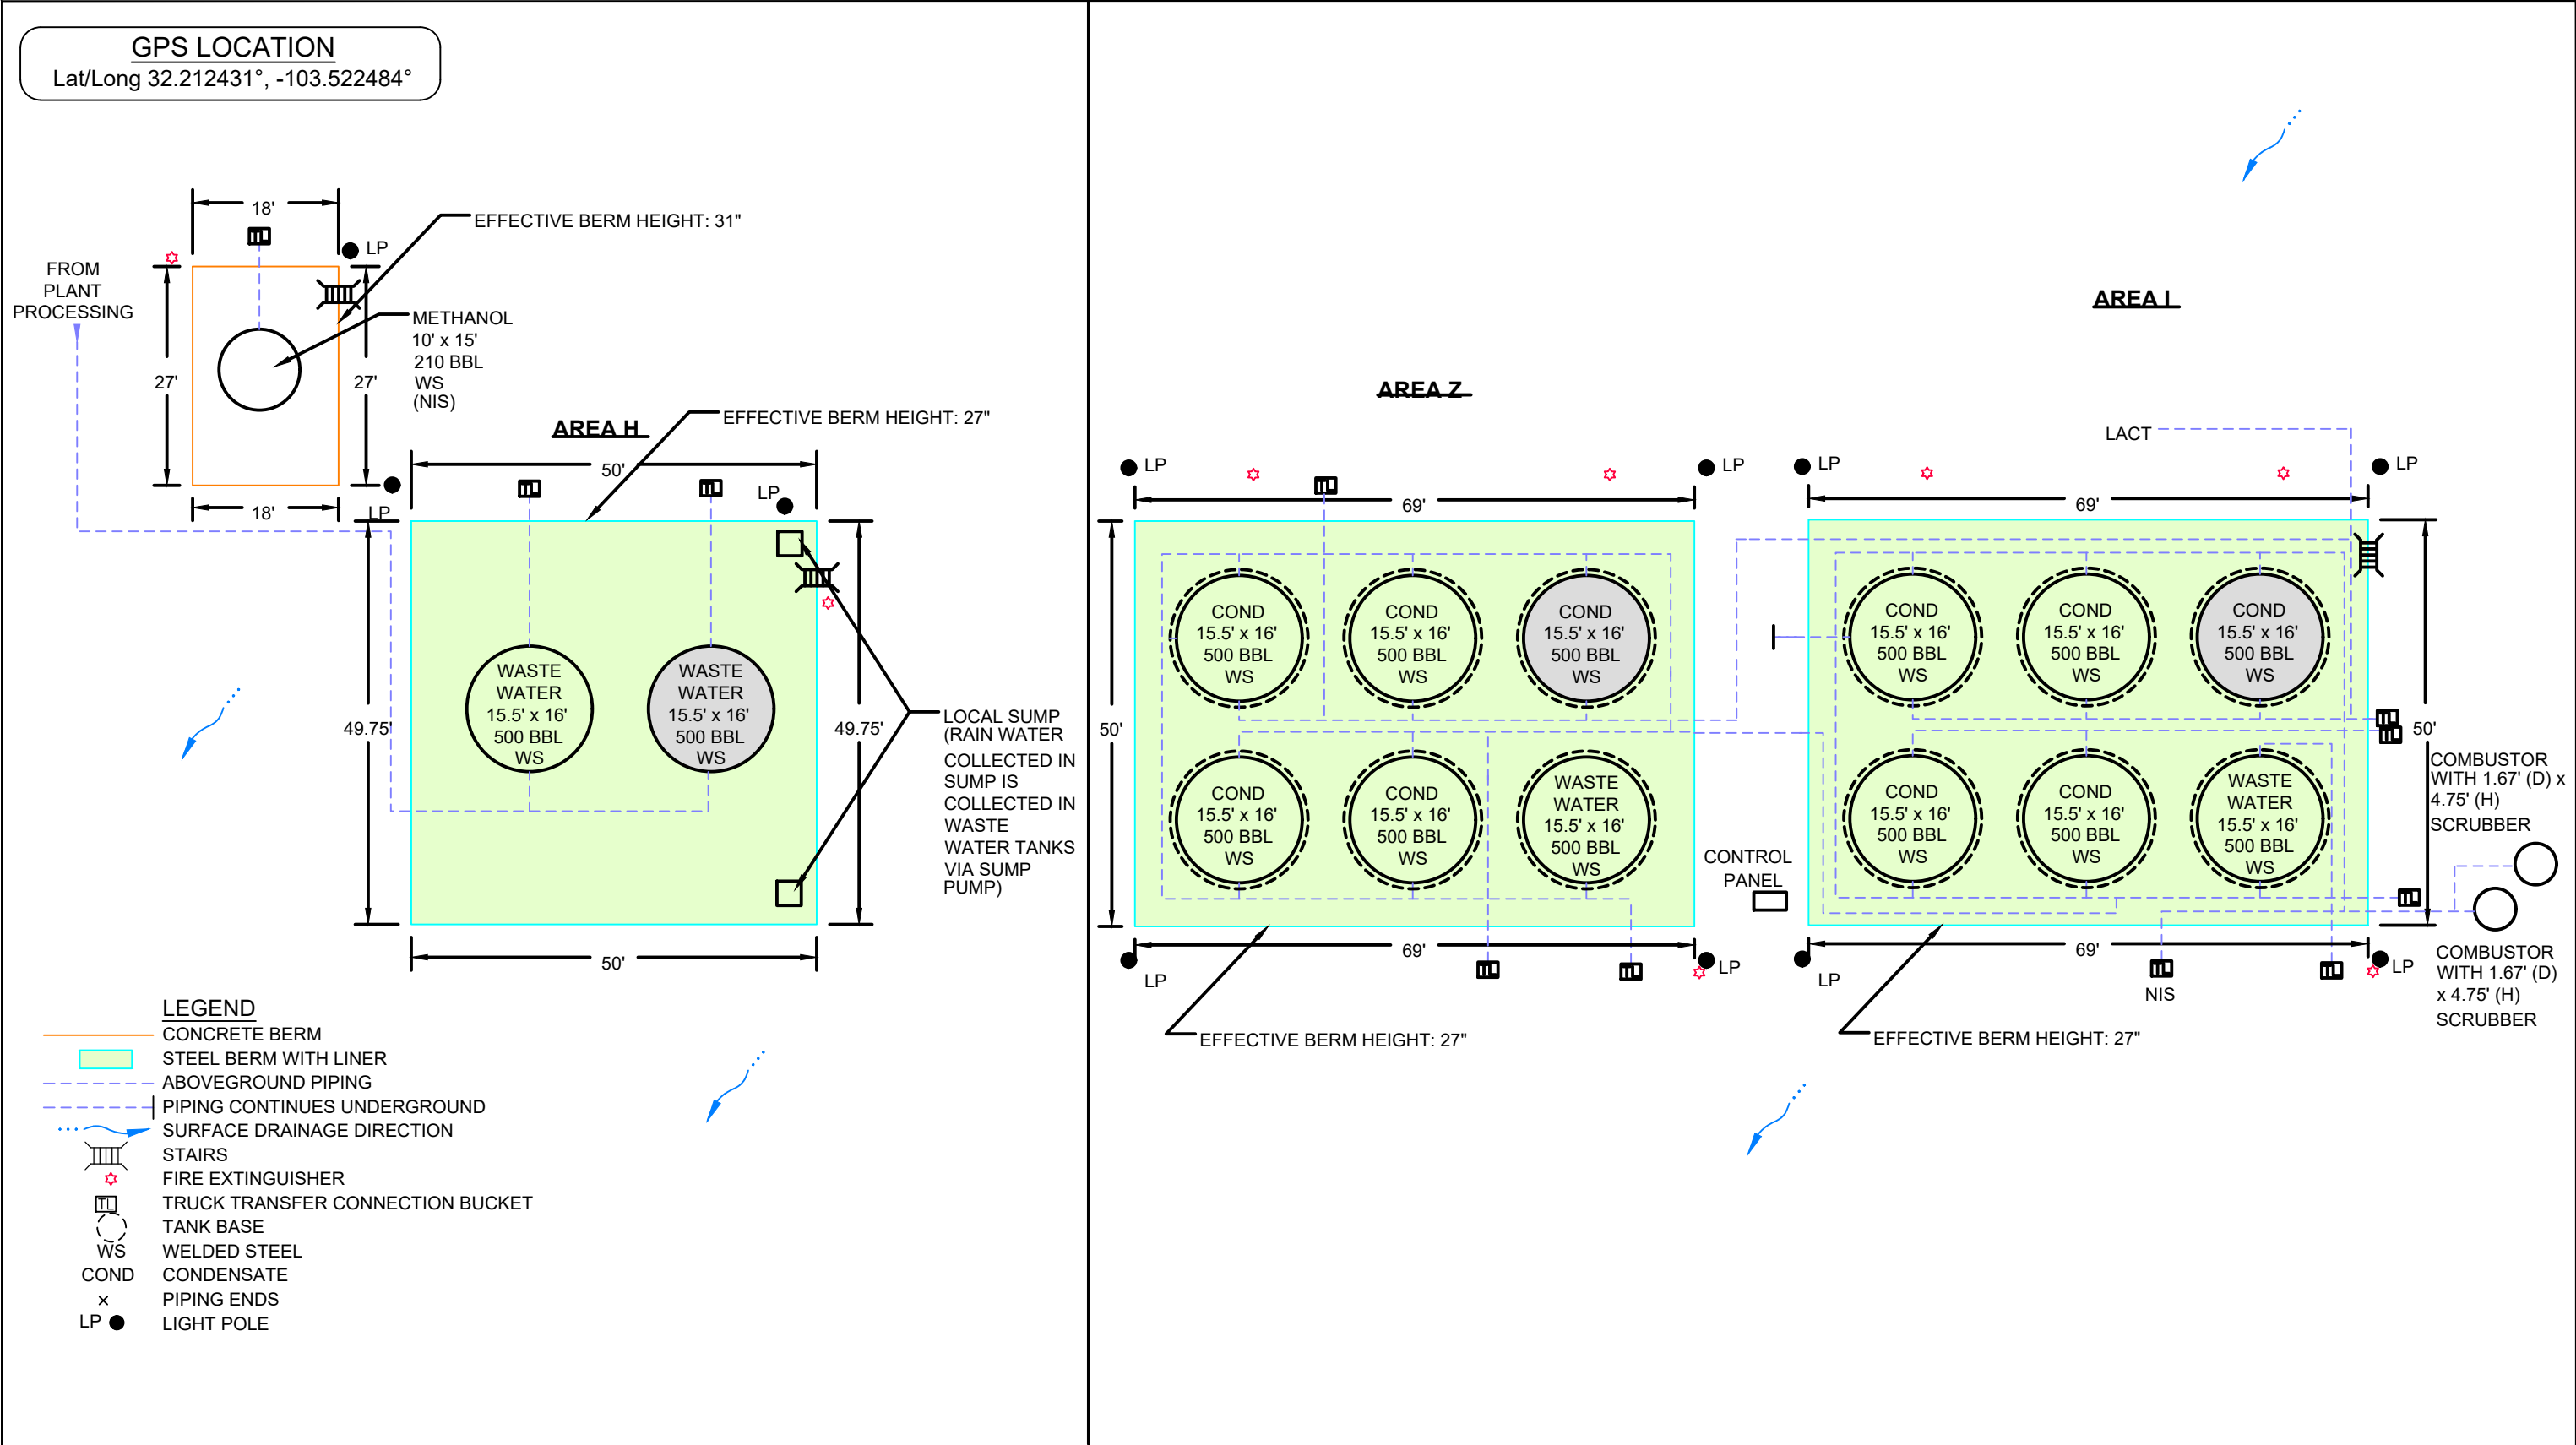 GPS LOCATION
Lat/Long 32.212431°, -103.522484°
18'
EFFECTIVE BERM HEIGHT: 31"
LP
FROM
PLANT
PROCESSING
METHANOL
10' x 15'
210 BBL
WS
(NIS)
27'
27'
18'
LP
AREA H
EFFECTIVE BERM HEIGHT: 27"
50'
LP
49.75'
WASTE
WATER
15.5' x 16'
500 BBL
WS
WASTE
WATER
15.5' x 16'
500 BBL
WS
49.75'
LOCAL SUMP
(RAIN WATER
COLLECTED IN
SUMP IS
COLLECTED IN
WASTE
WATER TANKS
VIA SUMP
PUMP)
50'
LEGEND
CONCRETE BERM
STEEL BERM WITH LINER
ABOVEGROUND PIPING
PIPING CONTINUES UNDERGROUND
SURFACE DRAINAGE DIRECTION
STAIRS
FIRE EXTINGUISHER
TL TRUCK TRANSFER CONNECTION BUCKET
TANK BASE
WS WELDED STEEL
COND CONDENSATE
x PIPING ENDS
LP LIGHT POLE
AREA Z
LP
LP
69'
50'
COND
15.5' x 16'
500 BBL
WS
COND
15.5' x 16'
500 BBL
WS
COND
15.5' x 16'
500 BBL
WS
COND
15.5' x 16'
500 BBL
WS
COND
15.5' x 16'
500 BBL
WS
WASTE
WATER
15.5' x 16'
500 BBL
WS
69'
LP
LP
EFFECTIVE BERM HEIGHT: 27"
CONTROL
PANEL
AREA I
LACT
LP
LP
69'
COND
15.5' x 16'
500 BBL
WS
COND
15.5' x 16'
500 BBL
WS
COND
15.5' x 16'
500 BBL
WS
COND
15.5' x 16'
500 BBL
WS
COND
15.5' x 16'
500 BBL
WS
WASTE
WATER
15.5' x 16'
500 BBL
WS
50'
COMBUSTOR
WITH 1.67' (D) x
4.75' (H)
SCRUBBER
69'
LP
NIS
LP
COMBUSTOR
WITH 1.67' (D)
x 4.75' (H)
SCRUBBER
EFFECTIVE BERM HEIGHT: 27"